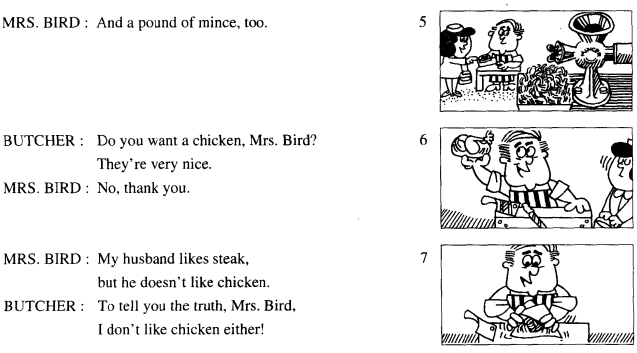 MRS. BIRD : And a pound of mince, too. 5
BUTCHER : Do you want a chicken, Mrs. Bird? 6
They're very nice.
MRS. BIRD : No, thank you.
MRS. BIRD : My husband likes steak, 7
but he doesn't like chicken.
BUTCHER : To tell you the truth, Mrs. Bird,
I don't like chicken either!